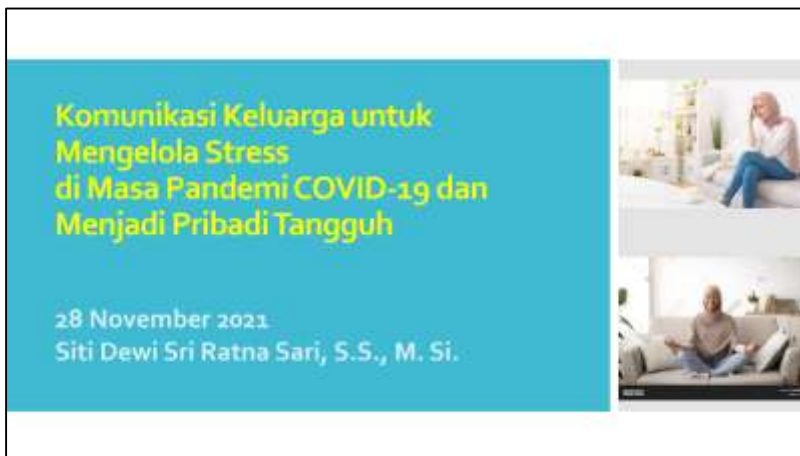 Komunikasi Keluarga untuk
Mengelola Stress
di Masa Pandemi COVID-19 dan
Menjadi Pribadi Tangguh
28 November 2021
Siti Dewi Sri Ratna Sari, S.S., M. Si.